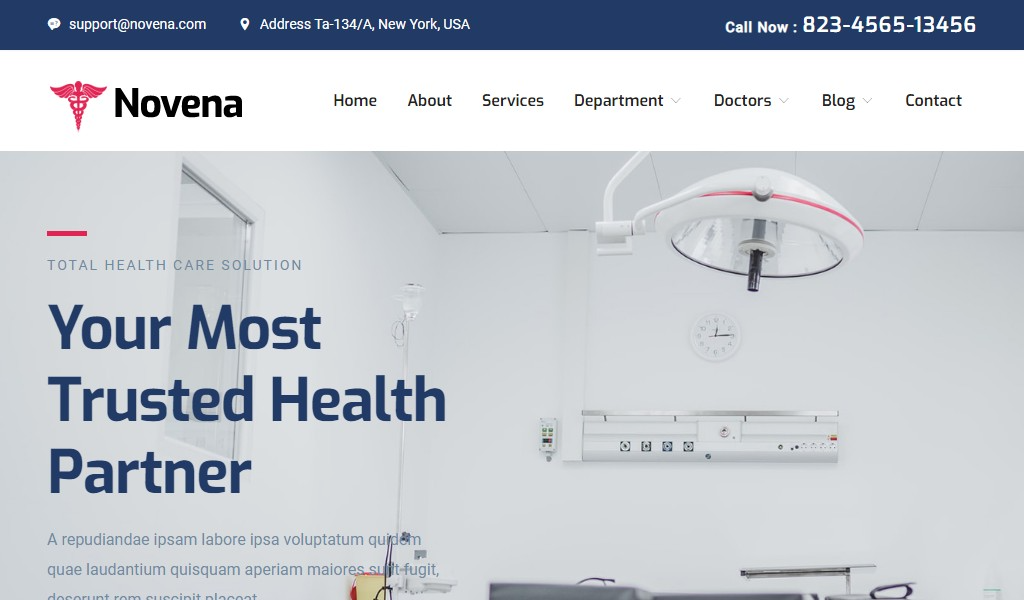 support@novena.com
Address Ta-134/A, New York, USA
Call Now : 823-4565-13456
Novena
Home
About
Services
Department
Doctors
Blog
Contact
TOTAL HEALTH CARE SOLUTION
Your Most
Trusted Health
Partner
A repudiandae ipsam labore ipsa voluptatum quidem
quae laudantium quisquam aperiam maiores sunt fugit,
deserunt rem suscipit placeat.